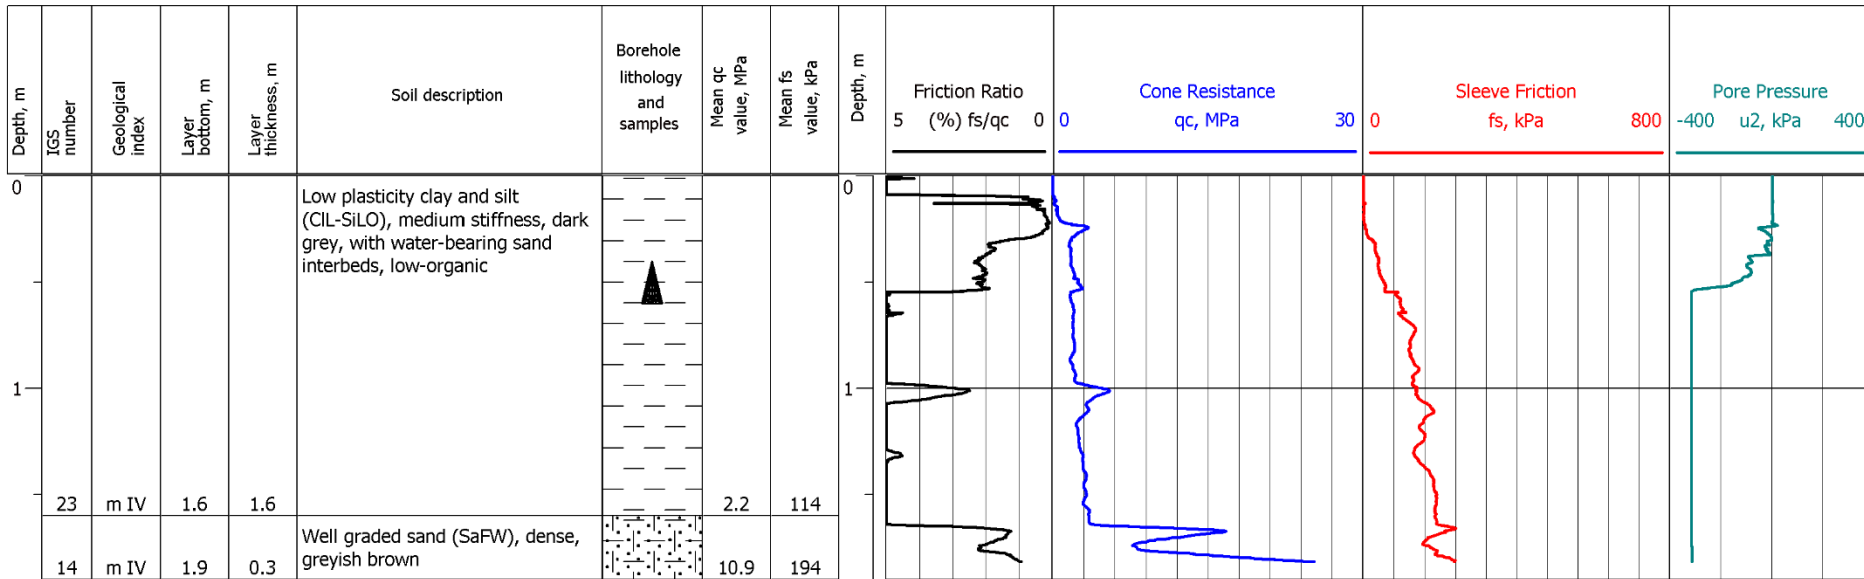 Depth, m
IGS
number
Geological
index
Layer
bottom, m
Layer
thickness, m
Soil description
Borehole
lithology
and
samples
Mean qc
value, MPa
Mean fs
value, kPa
Depth, m
Friction Ratio
5 (%) fs/qc 0
Cone Resistance
0 qc, MPa 30
Sleeve Friction
0 fs, kPa 800
Pore Pressure
-400 u2, kPa 400
0
Low plasticity clay and silt
(ClL-SiLO), medium stiffness, dark
grey, with water-bearing sand
interbeds, low-organic
0
1
1
23 m IV 1.6 1.6 2.2 114
Well graded sand (SaFW), dense,
greyish brown
14 m IV 1.9 0.3 10.9 194